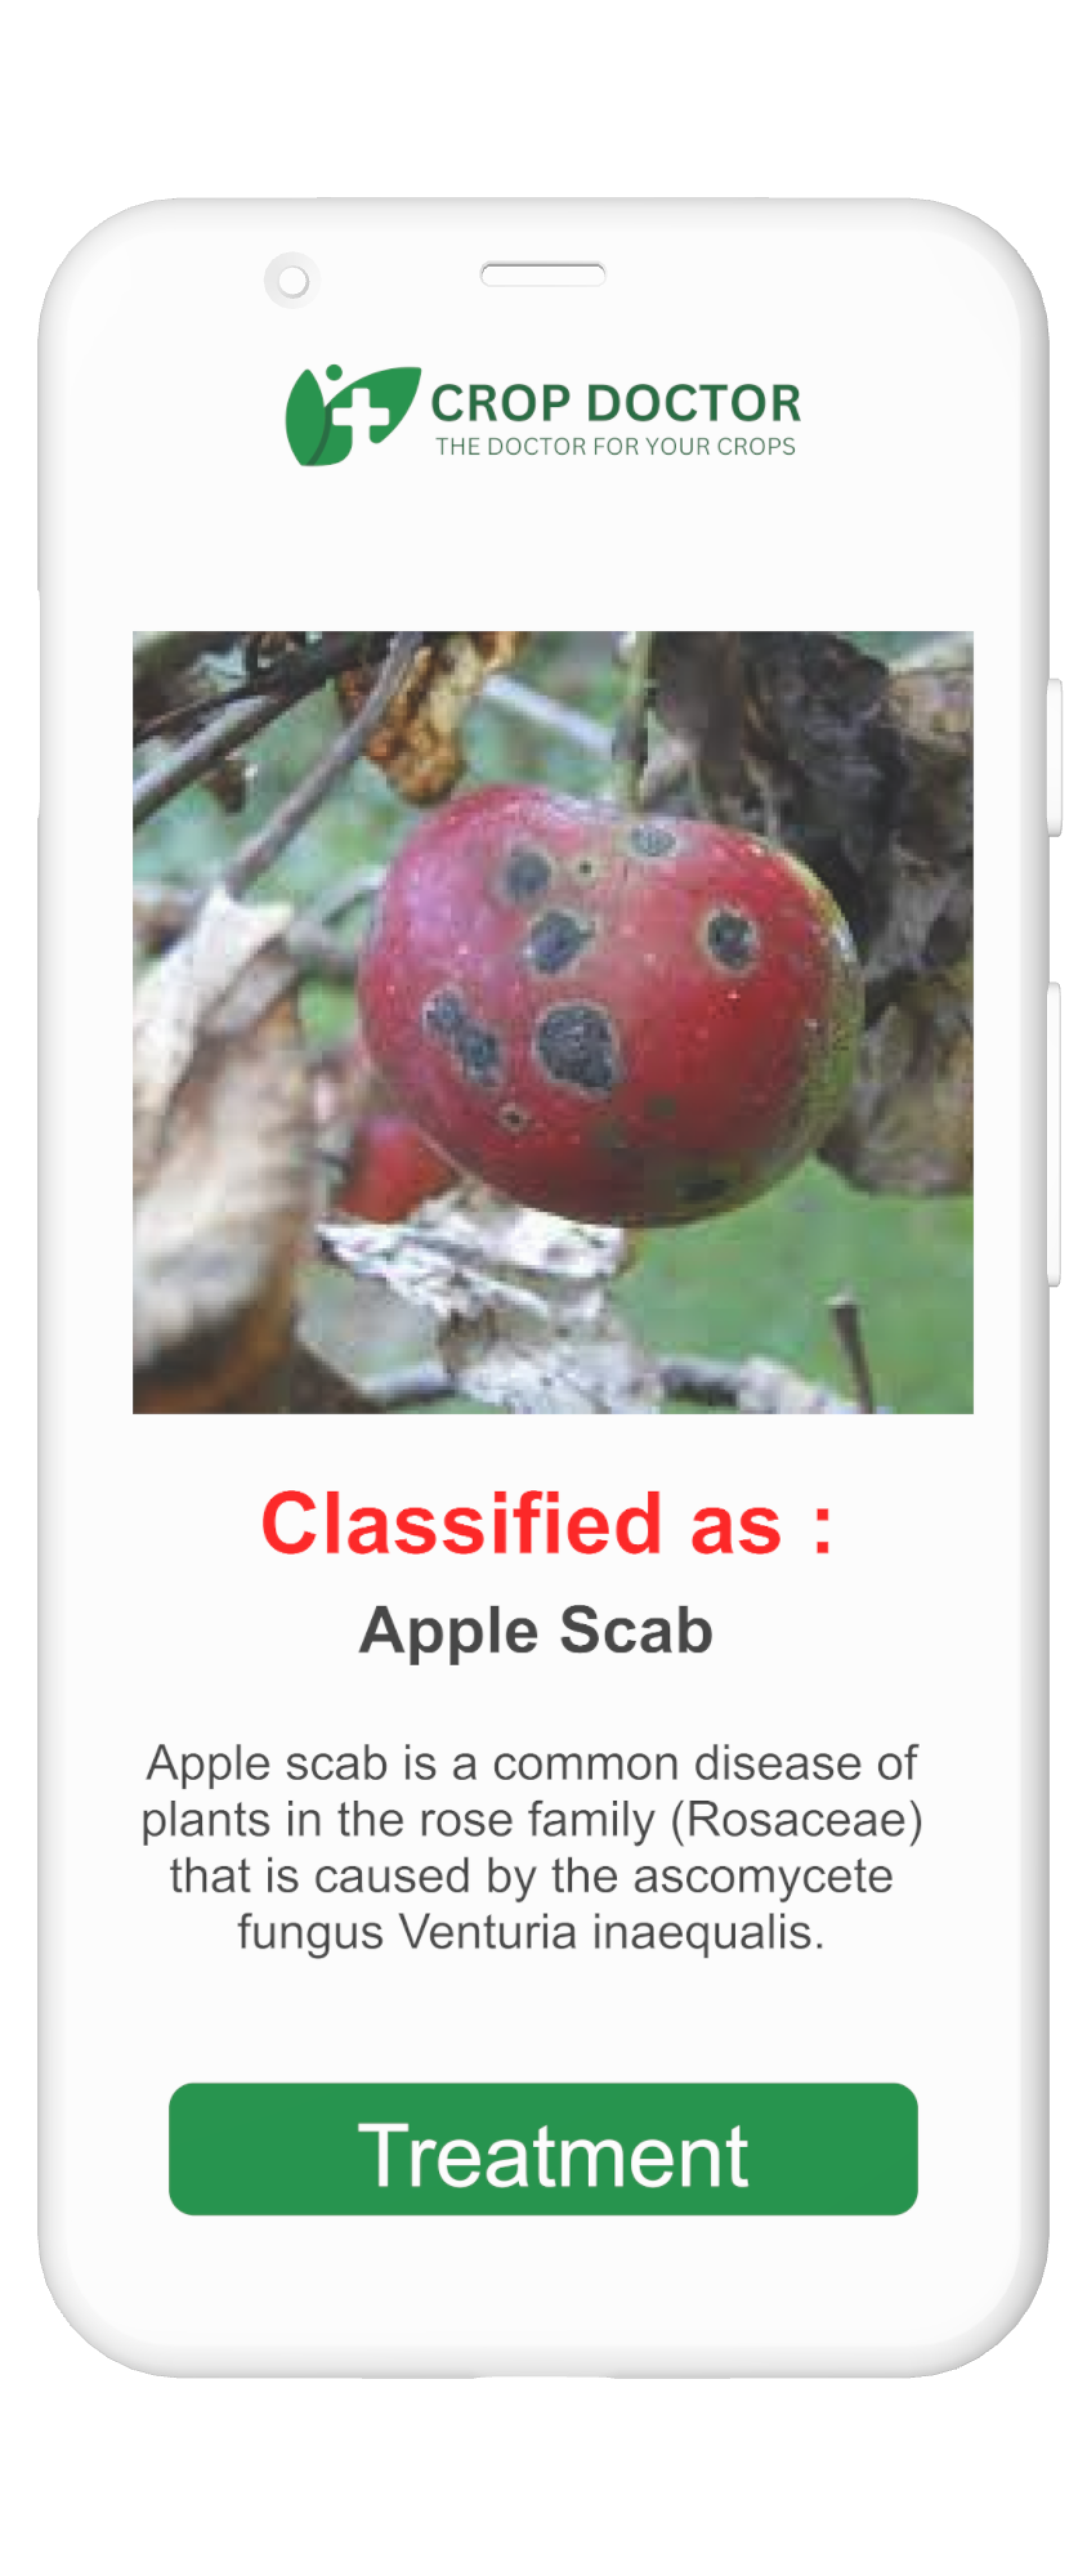 CROP DOCTOR
THE DOCTOR FOR YOUR CROPS
Classified as :
Apple Scab
Apple scab is a common disease of
plants in the rose family (Rosaceae)
that is caused by the ascomycete
fungus Venturia inaequalis.
Treatment